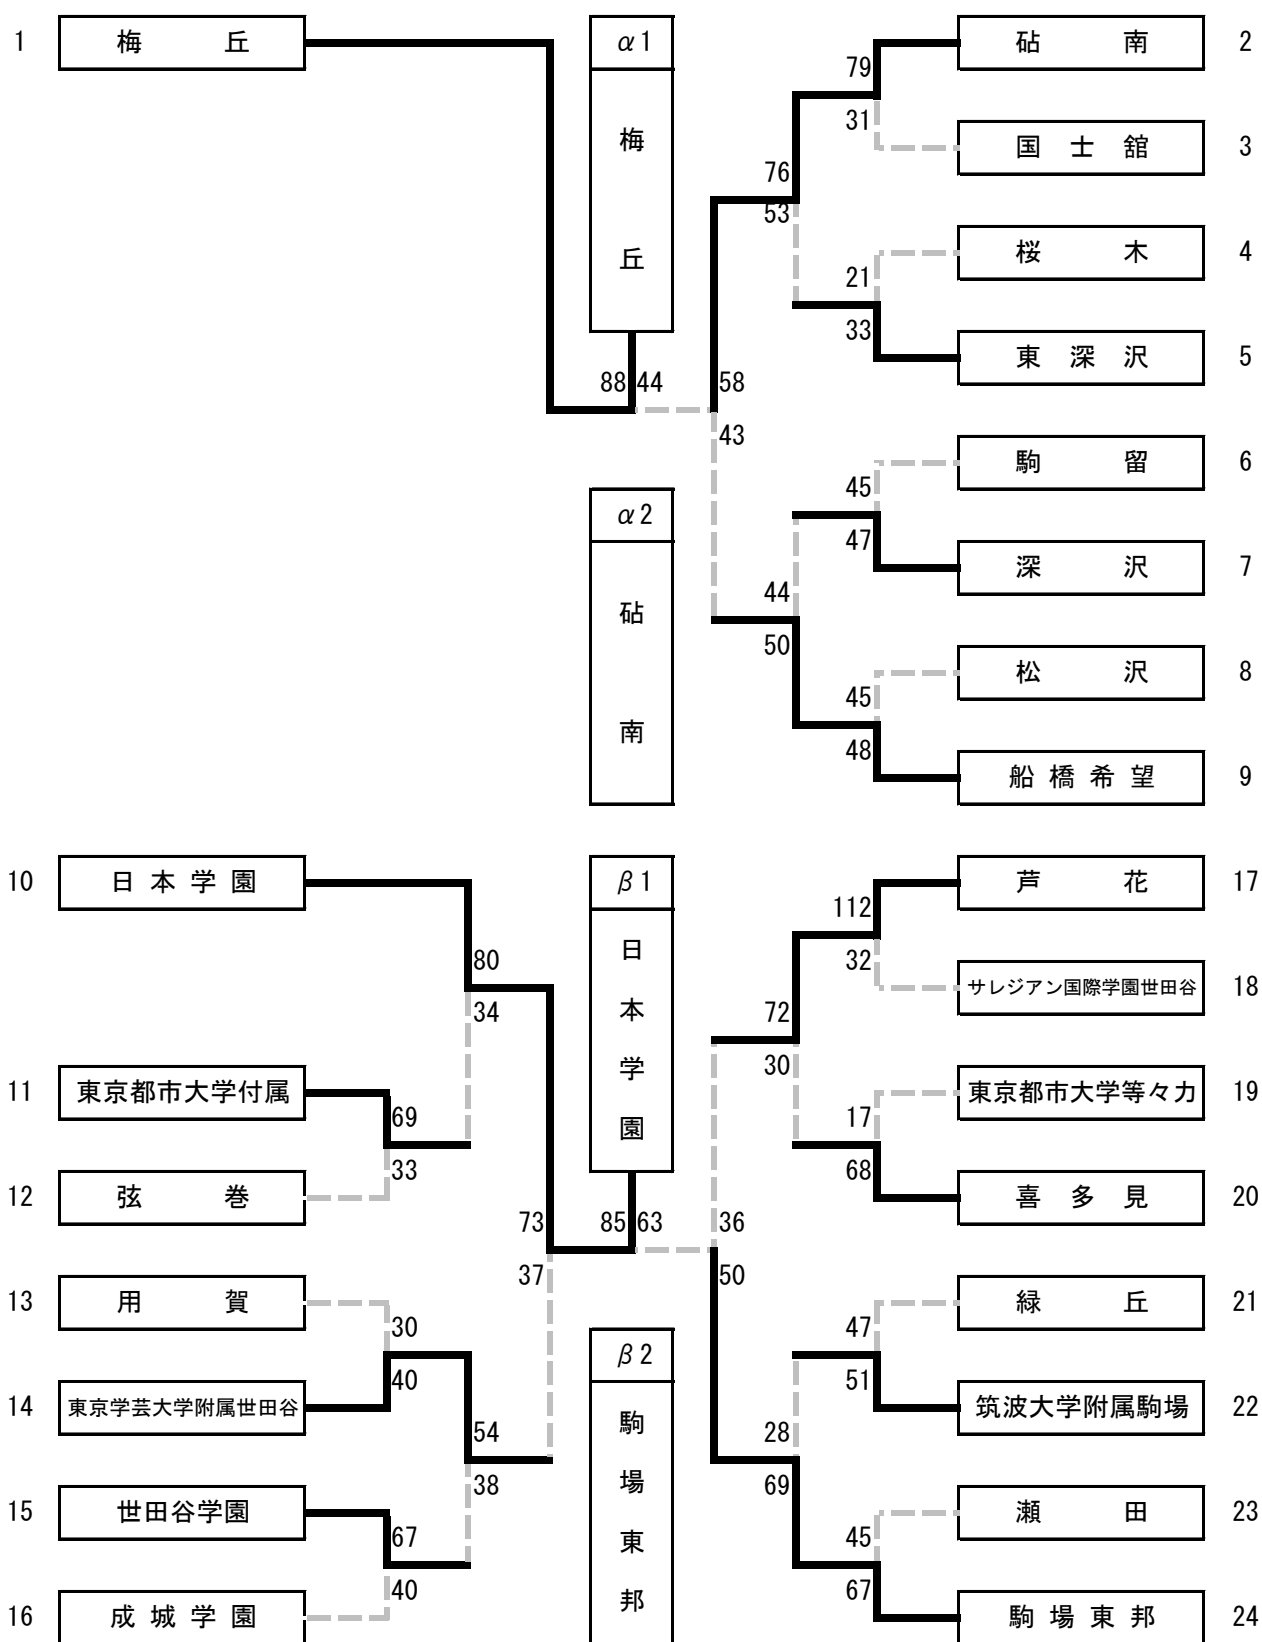 1 梅丘
α1
梅丘
砧南 2
79
31
国士舘 3
76
53
桜木 4
21
33
東深沢 5
88 44
58
43
駒留 6
45
47
深沢 7
α2
砧南
44
50
松沢 8
45
48
船橋希望 9
10 日本学園
β1
日本学園
芦花 17
80
34
112
32
サレジアン国際学園世田谷 18
72
30
11 東京都市大学付属
69
33
12 弦巻
東京都市大学等々力 19
17
68
喜多見 20
73
37
85 63
36
50
13 用賀
30
40
14 東京学芸大学附属世田谷
緑丘 21
47
51
筑波大学附属駒場 22
β2
駒場東邦
54
38
28
69
15 世田谷学園
67
40
16 成城学園
瀬田 23
45
67
駒場東邦 24